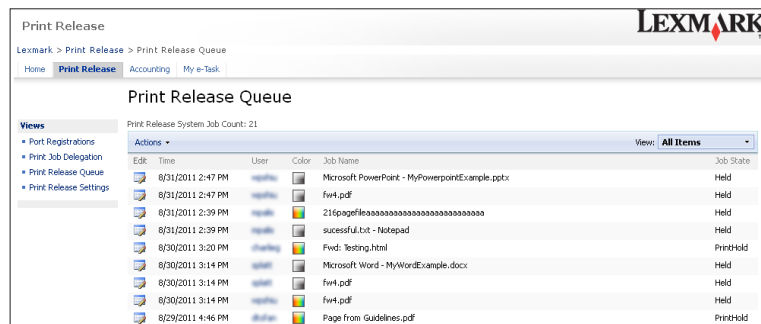 Print Release
LEXMARK
Lexmark > Print Release > Print Release Queue
Home Print Release Accounting My e-Task
Print Release Queue
Views
Print Release System Job Count: 21
Port Registrations
Print Job Delegation
Print Release Queue
Print Release Settings
Actions View: All Items
Edit Time User Color Job Name Job State
8/31/2011 2:47 PM Microsoft PowerPoint - MyPowerpointExample.pptx Held
8/31/2011 2:47 PM fw4.pdf Held
8/31/2011 2:39 PM Held
8/31/2011 2:39 PM sucessful.txt - Notepad Held
8/30/2011 3:20 PM Fwd: Testing.html PrintHold
8/30/2011 3:14 PM Microsoft Word - MyWordExample.docx Held
8/30/2011 3:14 PM fw4.pdf Held
8/30/2011 3:14 PM fw4.pdf Held
8/29/2011 4:46 PM Page from Guidelines.pdf PrintHold